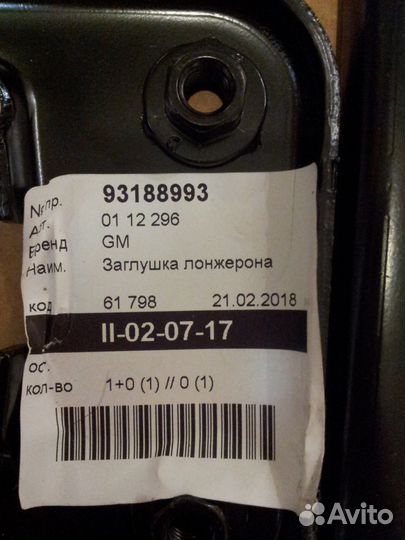 №пр. 93188993
Арт. 01 12 296
Бренд GM
Наим. Заглушка лонжерона
код 61 798 21.02.2018
II-02-07-17
ос.
кол-во 1+0 (1) // 0 (1)
Avito